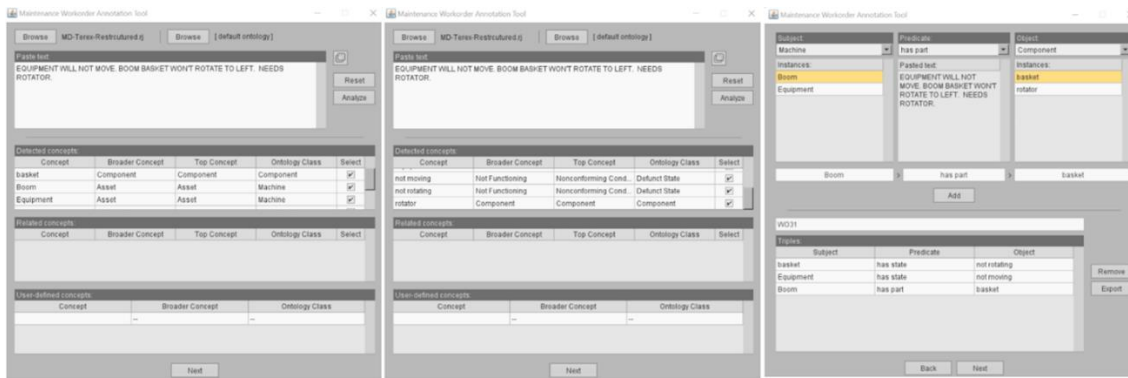 Maintenance Workorder Annotation Tool
Browse MD-Terex-Restrcutured.rj Browse [ default ontology ]
Paste text:
EQUIPMENT WILL NOT MOVE. BOOM BASKET WON'T ROTATE TO LEFT. NEEDS
ROTATOR.
Reset
Analyze
Detected concepts:
Concept Broader Concept Top Concept Ontology Class Select
basket Component Component Component
Boom Asset Asset Machine
Equipment Asset Asset Machine
Related concepts:
Concept Broader Concept Top Concept Ontology Class Select
User-defined concepts:
Concept Broader Concept Ontology Class
-- --
Next
Maintenance Workorder Annotation Tool
Browse MD-Terex-Restrcutured.rj Browse [ default ontology ]
Paste text:
EQUIPMENT WILL NOT MOVE. BOOM BASKET WON'T ROTATE TO LEFT. NEEDS
ROTATOR.
Reset
Analyze
Detected concepts:
Concept Broader Concept Top Concept Ontology Class Select
not moving Not Functioning Nonconforming Cond... Defunct State
not rotating Not Functioning Nonconforming Cond... Defunct State
rotator Component Component Component
Related concepts:
Concept Broader Concept Top Concept Ontology Class Select
User-defined concepts:
Concept Broader Concept Ontology Class
-- --
Next
Maintenance Workorder Annotation Tool
Subject: Predicate: Object:
Machine has part Component
Instances: Pasted text: Instances:
Boom EQUIPMENT WILL NOT basket
Equipment MOVE. BOOM BASKET WON'T rotator
ROTATE TO LEFT. NEEDS
ROTATOR.
Boom > has part > basket
Add
WO31
Triples:
Subject Predicate Object
basket has state not rotating
Equipment has state not moving
Boom has part basket
Remove
Export
Back Next